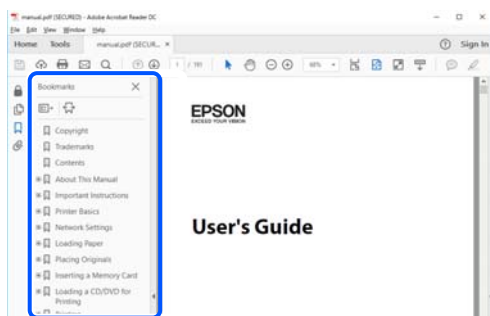 manual.pdf (SECURED) - Adobe Acrobat Reader DC
File Edit View Window Help
Home Tools manual.pdf (SECUR... ×
Sign In
1 / 191
Bookmarks
Copyright
Trademarks
Contents
About This Manual
Important Instructions
Printer Basics
Network Settings
Loading Paper
Placing Originals
Inserting a Memory Card
Loading a CD/DVD for
Printing
EPSON
EXCEED YOUR VISION
User's Guide